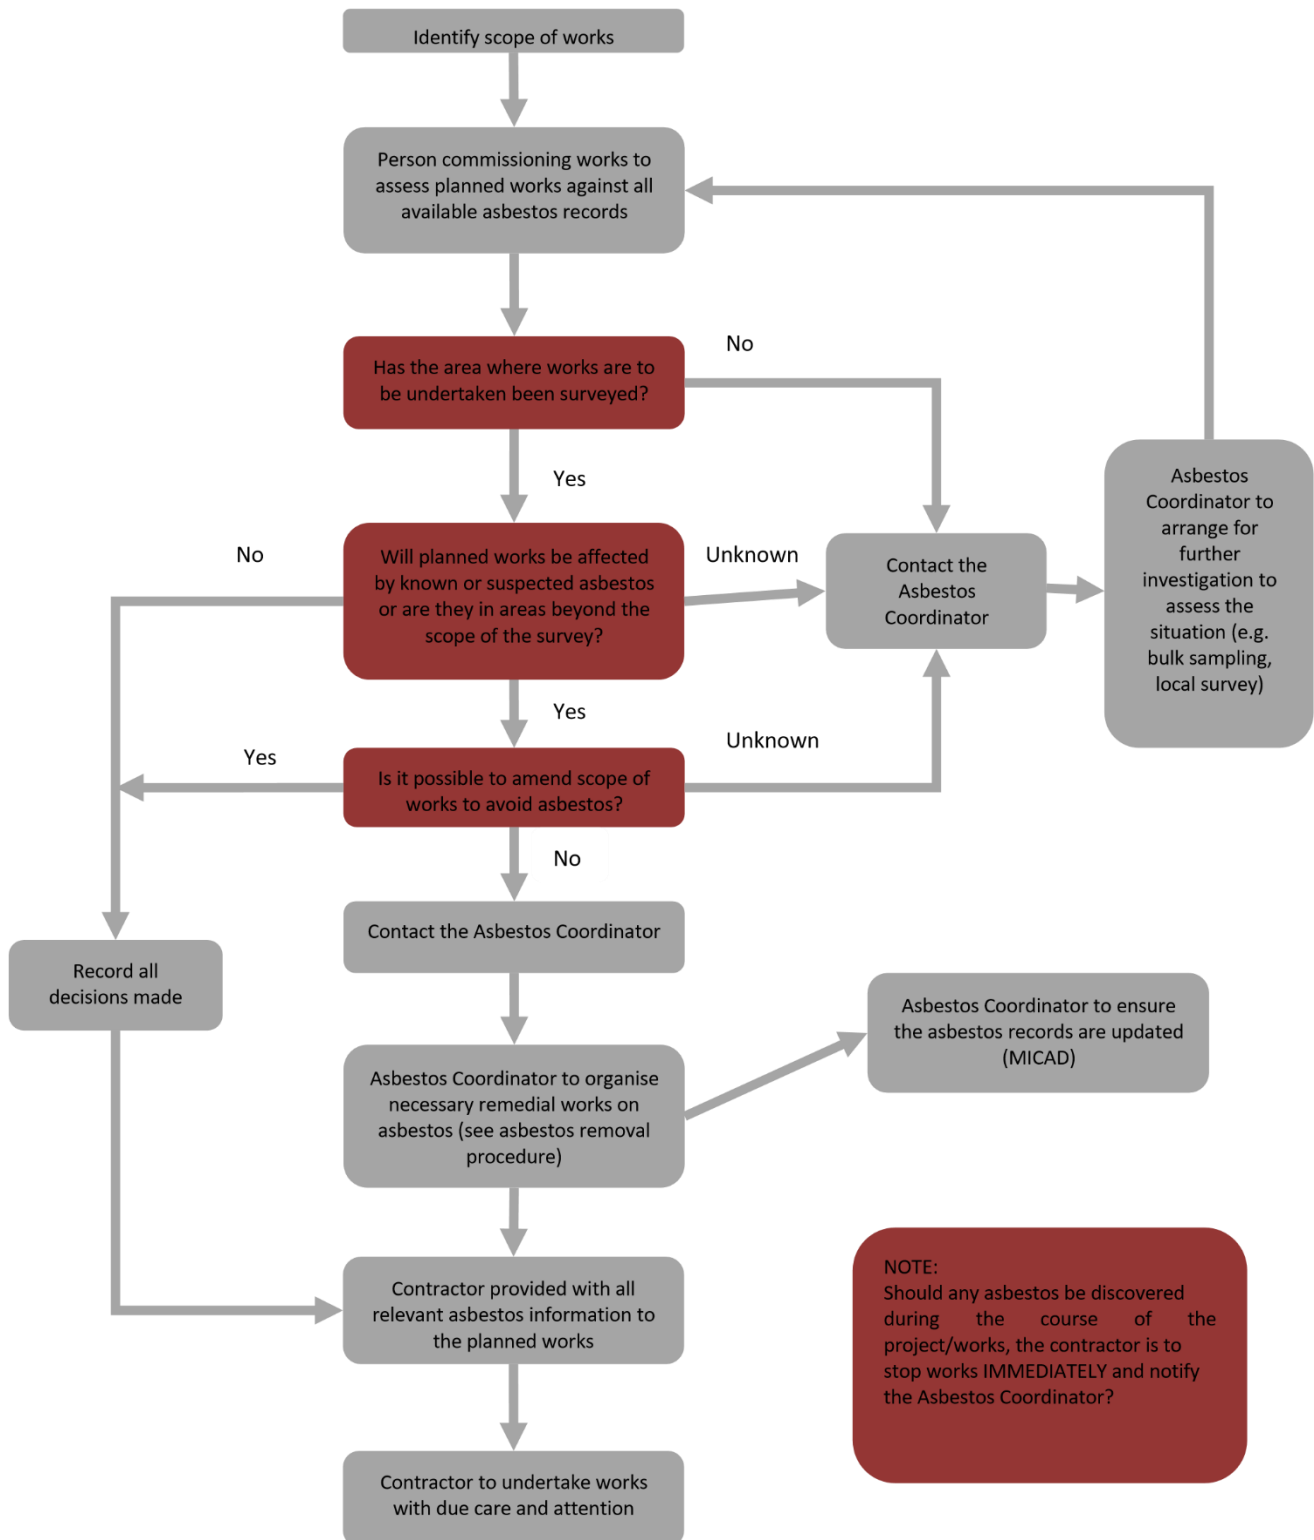 Identify scope of works
Person commissioning works to
assess planned works against all
available asbestos records
Has the area where works are to
be undertaken been surveyed?
No
Yes
Will planned works be affected
by known or suspected asbestos
or are they in areas beyond the
scope of the survey?
No
Unknown
Contact the
Asbestos
Coordinator
Asbestos
Coordinator to
arrange for
further
investigation to
assess the
situation (e.g.
bulk sampling,
local survey)
Yes
Is it possible to amend scope of
works to avoid asbestos?
Yes
Unknown
No
Contact the Asbestos Coordinator
Record all
decisions made
Asbestos Coordinator to ensure
the asbestos records are updated
(MICAD)
Asbestos Coordinator to organise
necessary remedial works on
asbestos (see asbestos removal
procedure)
Contractor provided with all
relevant asbestos information to
the planned works
NOTE:
Should any asbestos be discovered
during the course of the
project/works, the contractor is to
stop works IMMEDIATELY and notify
the Asbestos Coordinator?
Contractor to undertake works
with due care and attention